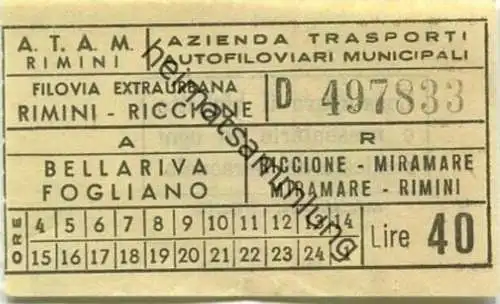 A. T. A. M. AZIENDA TRASPORTI
RIMINI AUTOFILOVIARI MUNICIPALI
FILOVIA EXTRAURBANA D 497833
RIMINI - RICCIONE
A R
BELLARIVA RICCIONE - MIRAMARE
FOGLIANO MIRAMARE - RIMINI
ORE 4 5 6 7 8 9 10 11 12 13 14
15 16 17 18 19 20 21 22 23 24 1
Lire 40
heimatsammlung